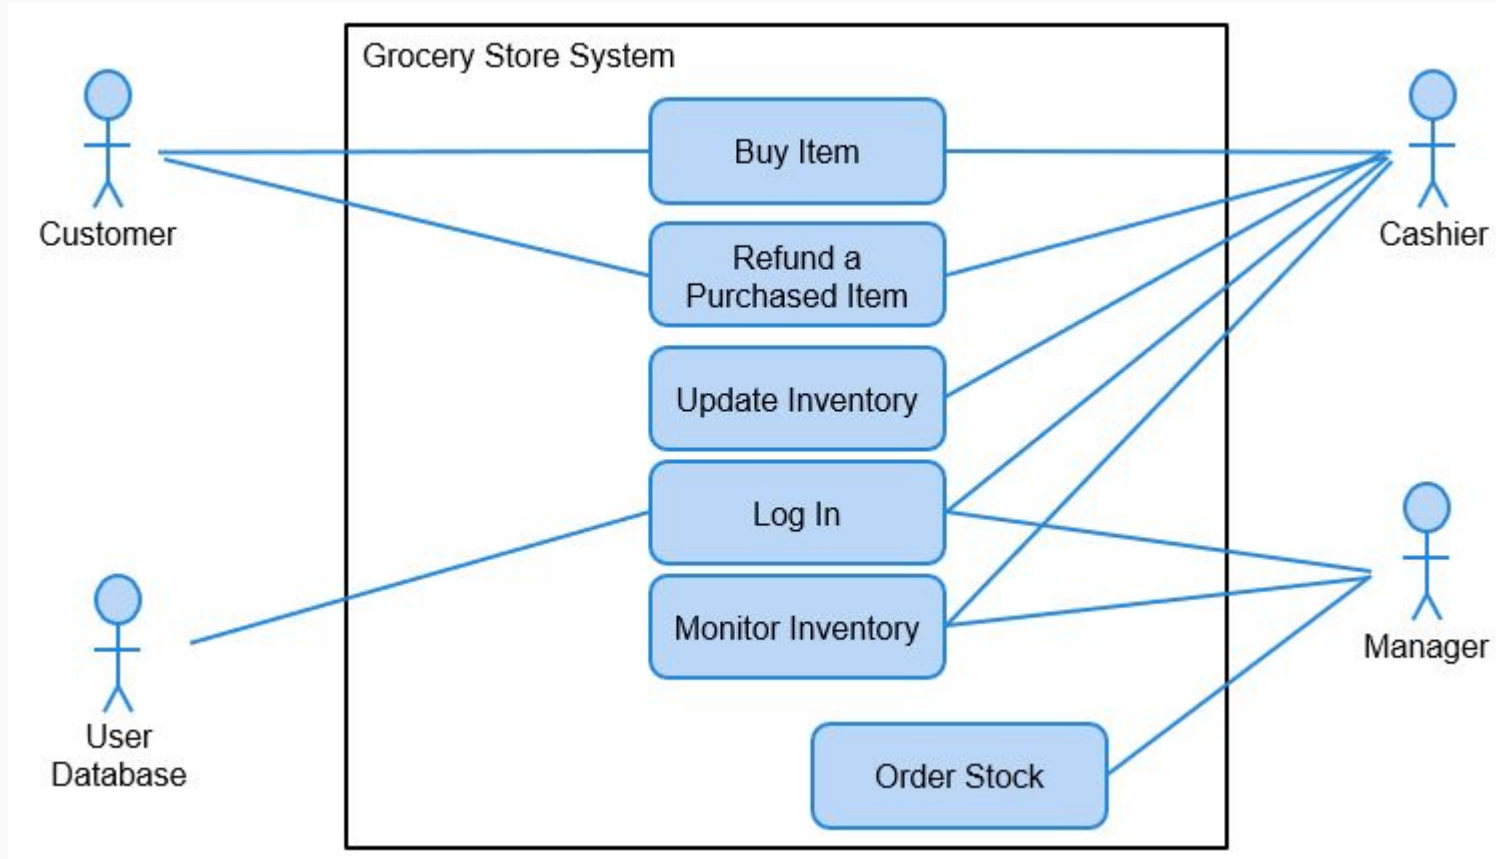 Grocery Store System
Buy Item
Customer
Cashier
Refund a
Purchased Item
Update Inventory
Log In
Monitor Inventory
Manager
User
Database
Order Stock